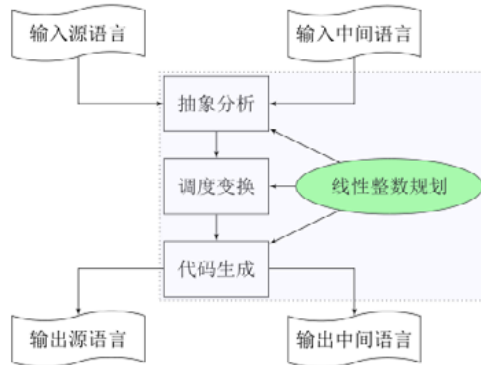 输入源语言
输入中间语言
抽象分析
调度变换
线性整数规划
代码生成
输出源语言
输出中间语言